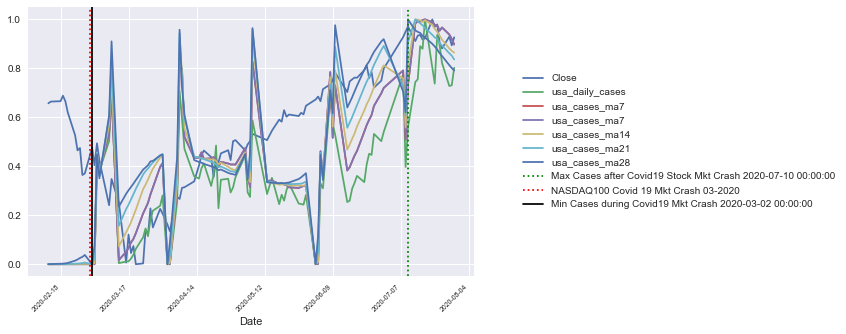 1.0
0.8
0.6
0.4
0.2
0.0
2020-02-18
2020-03-17
2020-04-14
2020-05-12
2020-06-09
2020-07-07
2020-08-04
Date
Close
usa_daily_cases
usa_cases_ma7
usa_cases_ma7
usa_cases_ma14
usa_cases_ma21
usa_cases_ma28
Max Cases after Covid19 Stock Mkt Crash 2020-07-10 00:00:00
NASDAQ100 Covid 19 Mkt Crash 03-2020
Min Cases during Covid19 Mkt Crash 2020-03-02 00:00:00